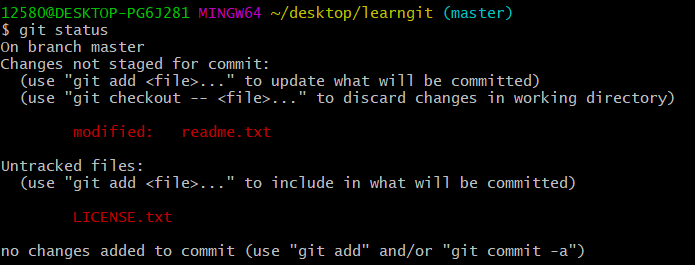 12580@DESKTOP-PG6J281 MINGW64 ~/desktop/learngit (master)
$ git status
On branch master
Changes not staged for commit:
  (use "git add <file>..." to update what will be committed)
  (use "git checkout -- <file>..." to discard changes in working directory)

        modified:   readme.txt

Untracked files:
  (use "git add <file>..." to include in what will be committed)

        LICENSE.txt

no changes added to commit (use "git add" and/or "git commit -a")